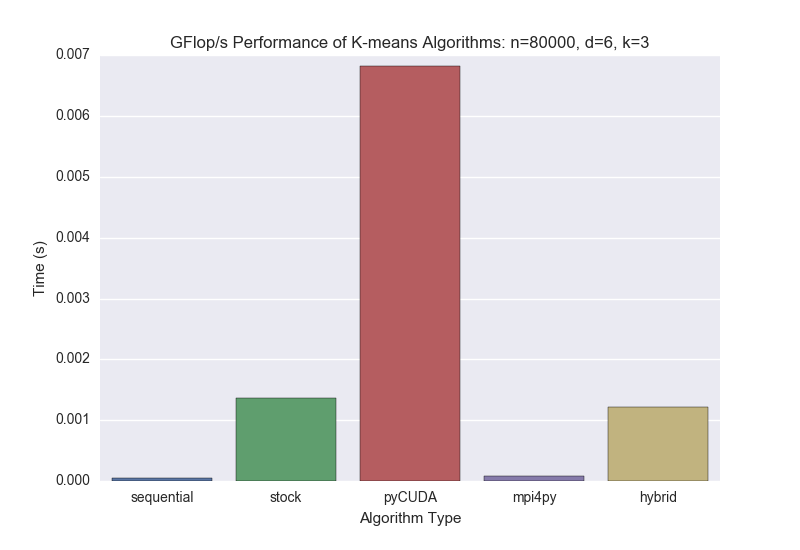 GFlop/s Performance of K-means Algorithms: n=80000, d=6, k=3
0.007
0.006
0.005
0.004
0.003
0.002
0.001
0.000
Time (s)
sequential
stock
pyCUDA
mpi4py
hybrid
Algorithm Type